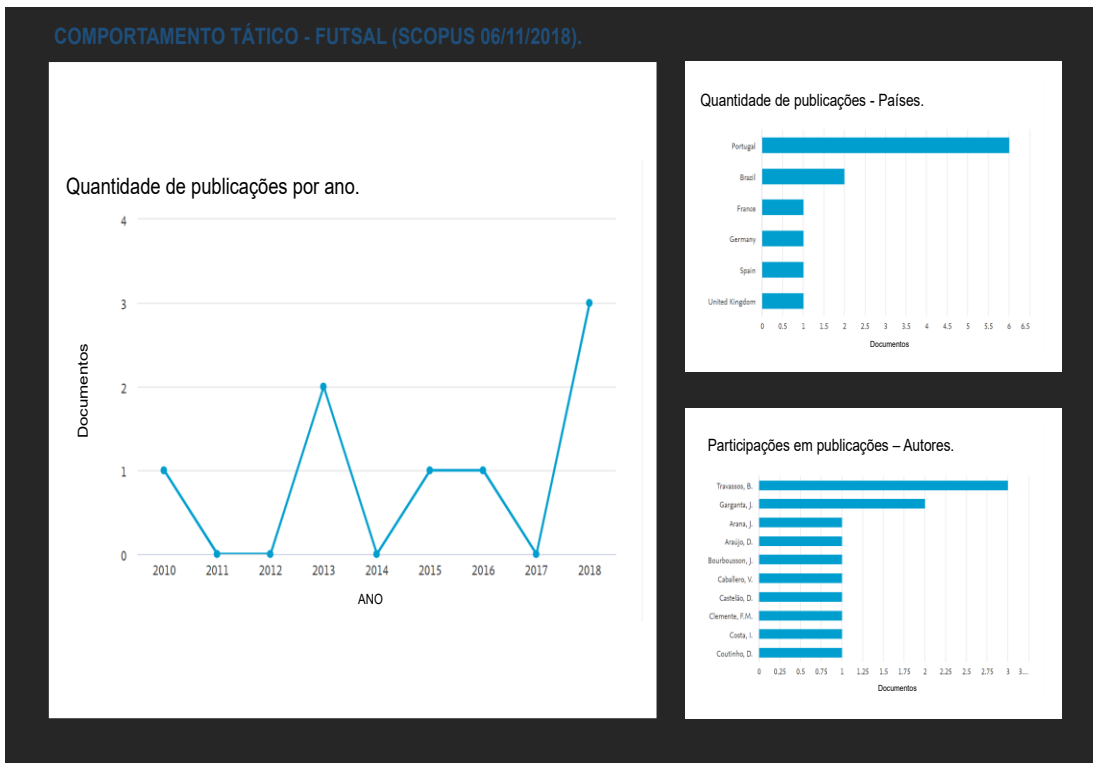 COMPORTAMENTO TÁTICO - FUTSAL (SCOPUS 06/11/2018).
Quantidade de publicações por ano.
4
3
2
1
0
Documentos
2010 2011 2012 2013 2014 2015 2016 2017 2018
ANO
Quantidade de publicações - Países.
Portugal
Brazil
France
Germany
Spain
United Kingdom
0 0.5 1 1.5 2 2.5 3 3.5 4 4.5 5 5.5 6 6.5
Documentos
Participações em publicações – Autores.
Travassos, B.
Garganta, J.
Arana, J.
Araújo, D.
Bourbousson, J.
Caballero, V.
Castelão, D.
Clemente, F.M.
Costa, I.
Coutinho, D.
0 0.25 0.5 0.75 1 1.25 1.5 1.75 2 2.25 2.5 2.75 3 3...
Documentos